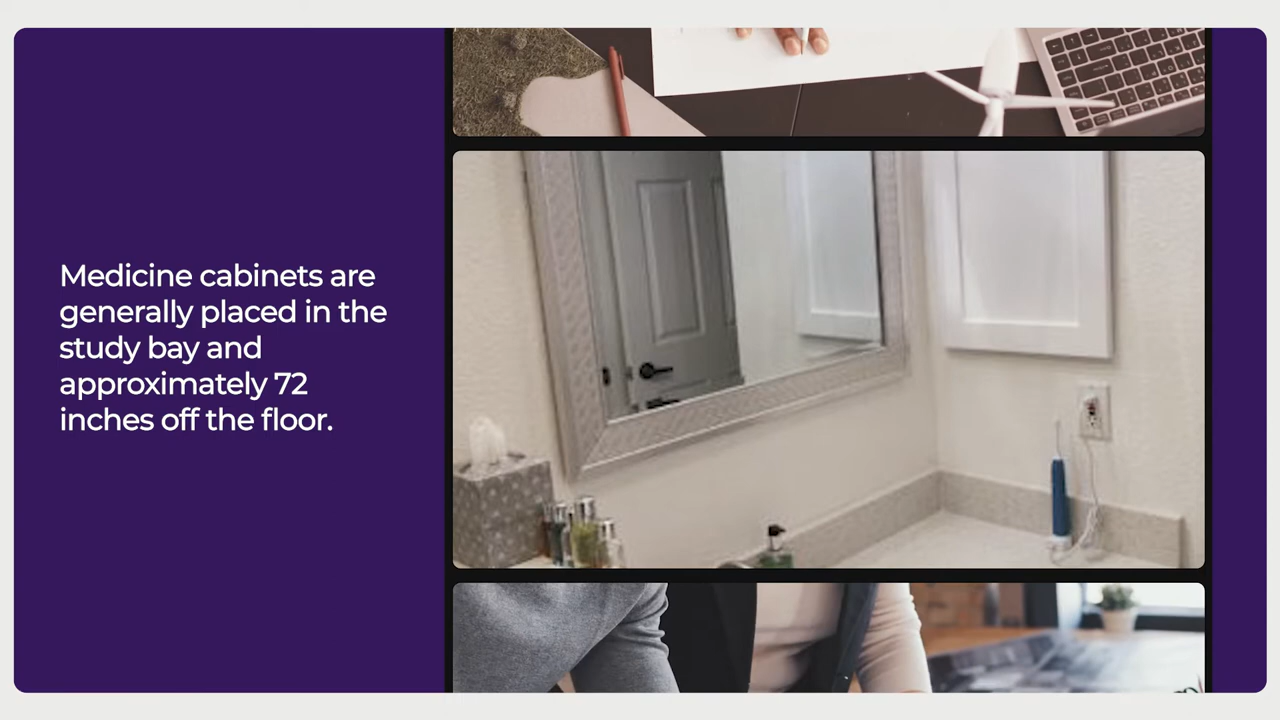 Medicine cabinets are
generally placed in the
study bay and
approximately 72
inches off the floor.